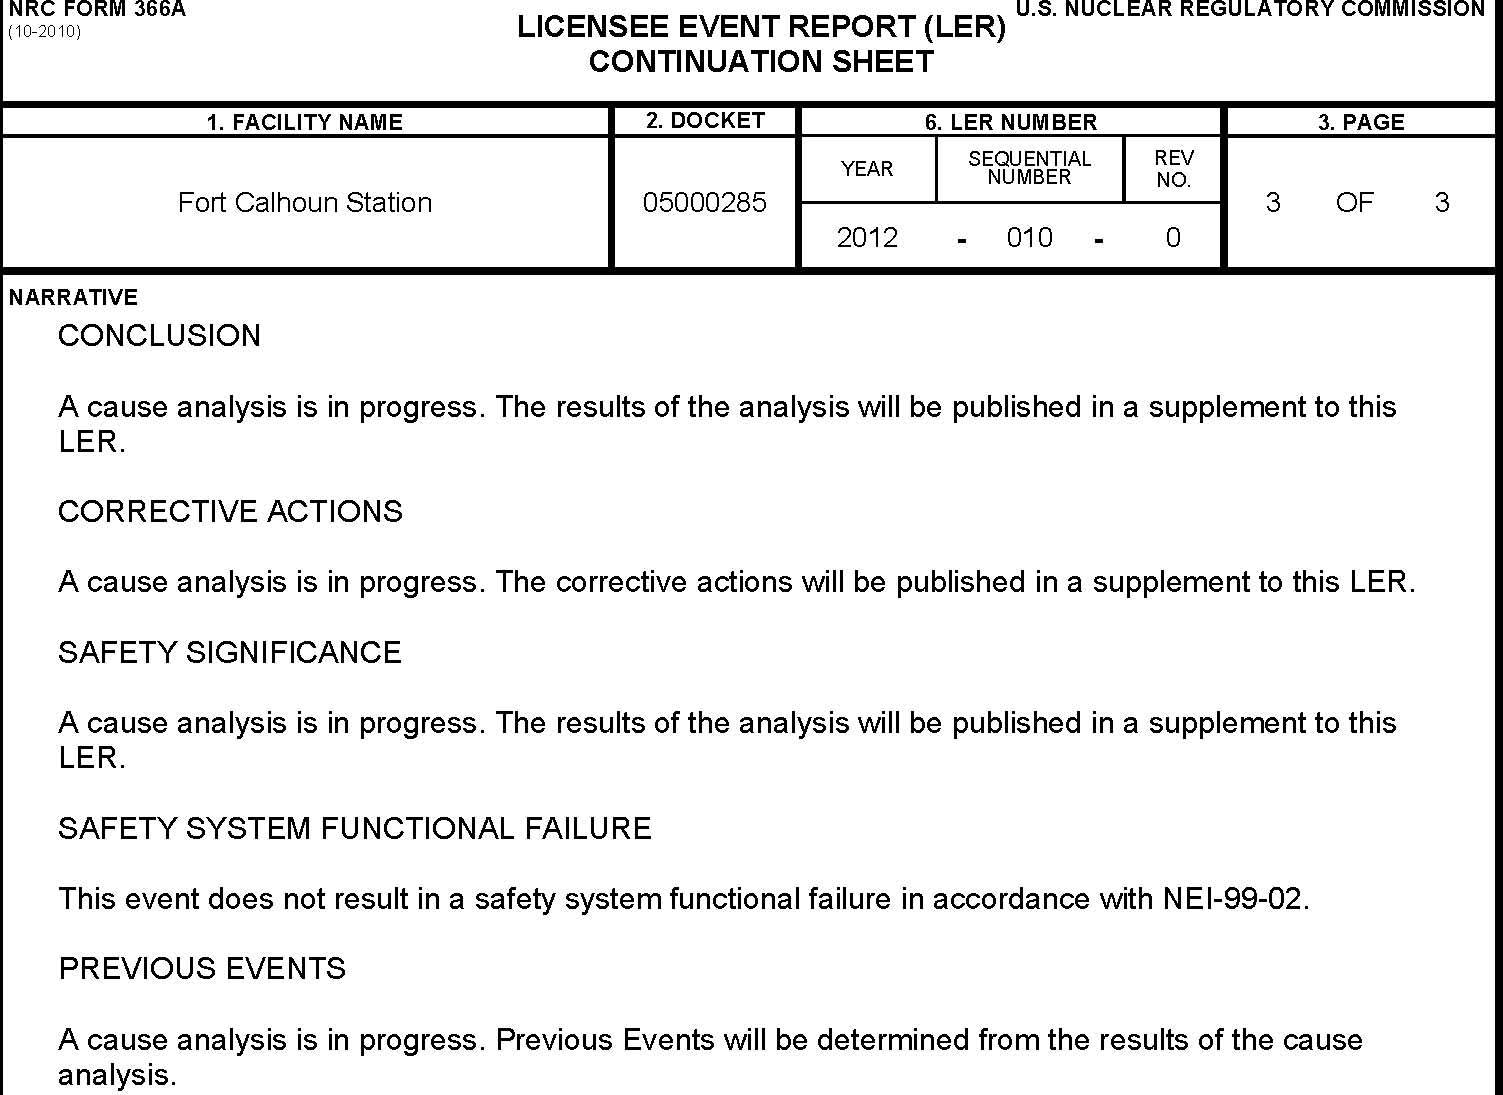 NRC FORM 366A
(10-2010)
U.S. NUCLEAR REGULATORY COMMISSION
LICENSEE EVENT REPORT (LER)
CONTINUATION SHEET
1. FACILITY NAME
2. DOCKET
6. LER NUMBER
3. PAGE
Fort Calhoun Station
05000285
YEAR
SEQUENTIAL
NUMBER
REV
NO.
2012 - 010 - 0
3 OF 3
NARRATIVE
CONCLUSION
A cause analysis is in progress. The results of the analysis will be published in a supplement to this
LER.
CORRECTIVE ACTIONS
A cause analysis is in progress. The corrective actions will be published in a supplement to this LER.
SAFETY SIGNIFICANCE
A cause analysis is in progress. The results of the analysis will be published in a supplement to this
LER.
SAFETY SYSTEM FUNCTIONAL FAILURE
This event does not result in a safety system functional failure in accordance with NEI-99-02.
PREVIOUS EVENTS
A cause analysis is in progress. Previous Events will be determined from the results of the cause
analysis.